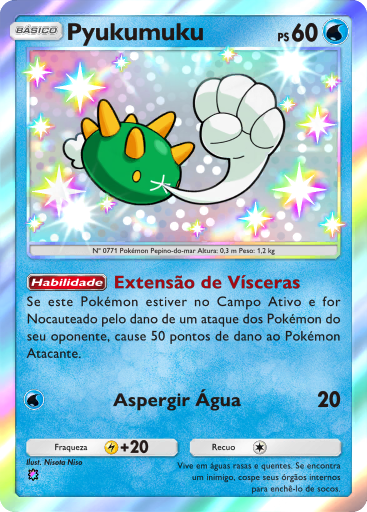 BÁSICO Pyukumuku PS 60
Nº 0771 Pokémon Pepino-do-mar Altura: 0,3 m Peso: 1,2 kg
Habilidade Extensão de Vísceras
Se este Pokémon estiver no Campo Ativo e for
Nocauteado pelo dano de um ataque dos Pokémon do
seu oponente, cause 50 pontos de dano ao Pokémon
Atacante.
Aspergir Água 20
Fraqueza +20 Recuo
Ilust. Nisota Niso
Vive em águas rasas e quentes. Se encontra
um inimigo, cospe seus órgãos internos
para enchê-lo de socos.